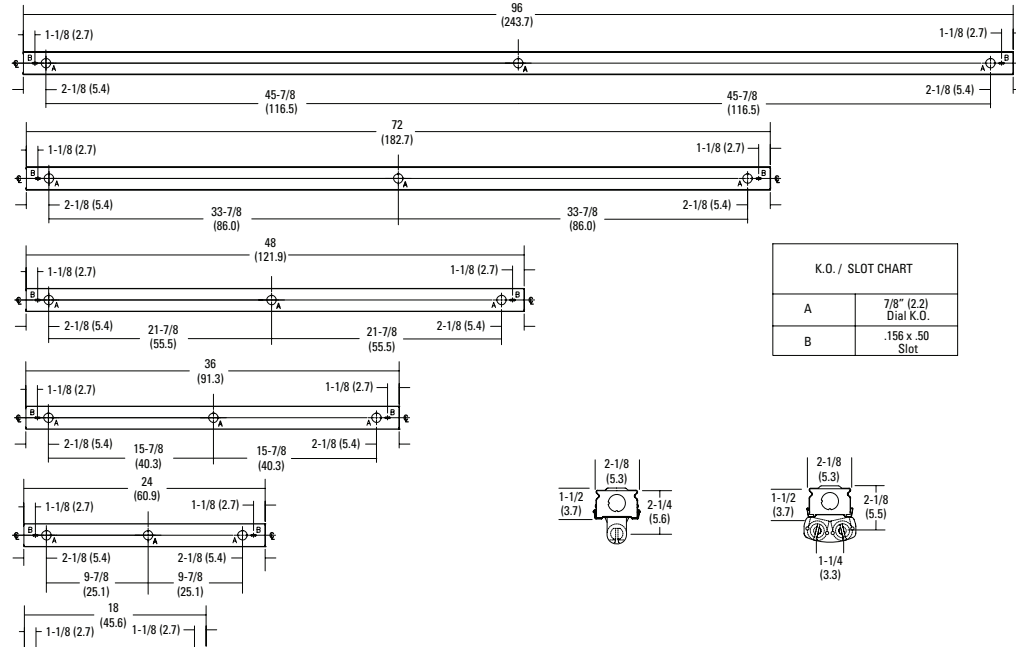 96
(243.7)
1-1/8 (2.7) 1-1/8 (2.7)
B A A A B
2-1/8 (5.4) 45-7/8 45-7/8 2-1/8 (5.4)
(116.5) (116.5)
72
(182.7)
1-1/8 (2.7) 1-1/8 (2.7)
B A A A B
2-1/8 (5.4) 33-7/8 33-7/8 2-1/8 (5.4)
(86.0) (86.0)
48
(121.9)
1-1/8 (2.7) 1-1/8 (2.7)
B A A A B
2-1/8 (5.4) 21-7/8 21-7/8 2-1/8 (5.4)
(55.5) (55.5)
K.O. / SLOT CHART
A 7/8" (2.2)
Dial K.O.
B .156 x .50
Slot
36
(91.3)
1-1/8 (2.7) 1-1/8 (2.7)
B A A A B
2-1/8 (5.4) 15-7/8 15-7/8 2-1/8 (5.4)
(40.3) (40.3)
24
(60.9)
1-1/8 (2.7) 1-1/8 (2.7)
B A A A B
2-1/8 (5.4) 2-1/8 (5.4)
9-7/8 9-7/8
(25.1) (25.1)
2-1/8
(5.3)
1-1/2
(3.7)
2-1/4
(5.6)
2-1/8
(5.3)
1-1/2
(3.7)
2-1/8
(5.5)
1-1/4
(3.3)
18
(45.6)
1-1/8 (2.7) 1-1/8 (2.7)